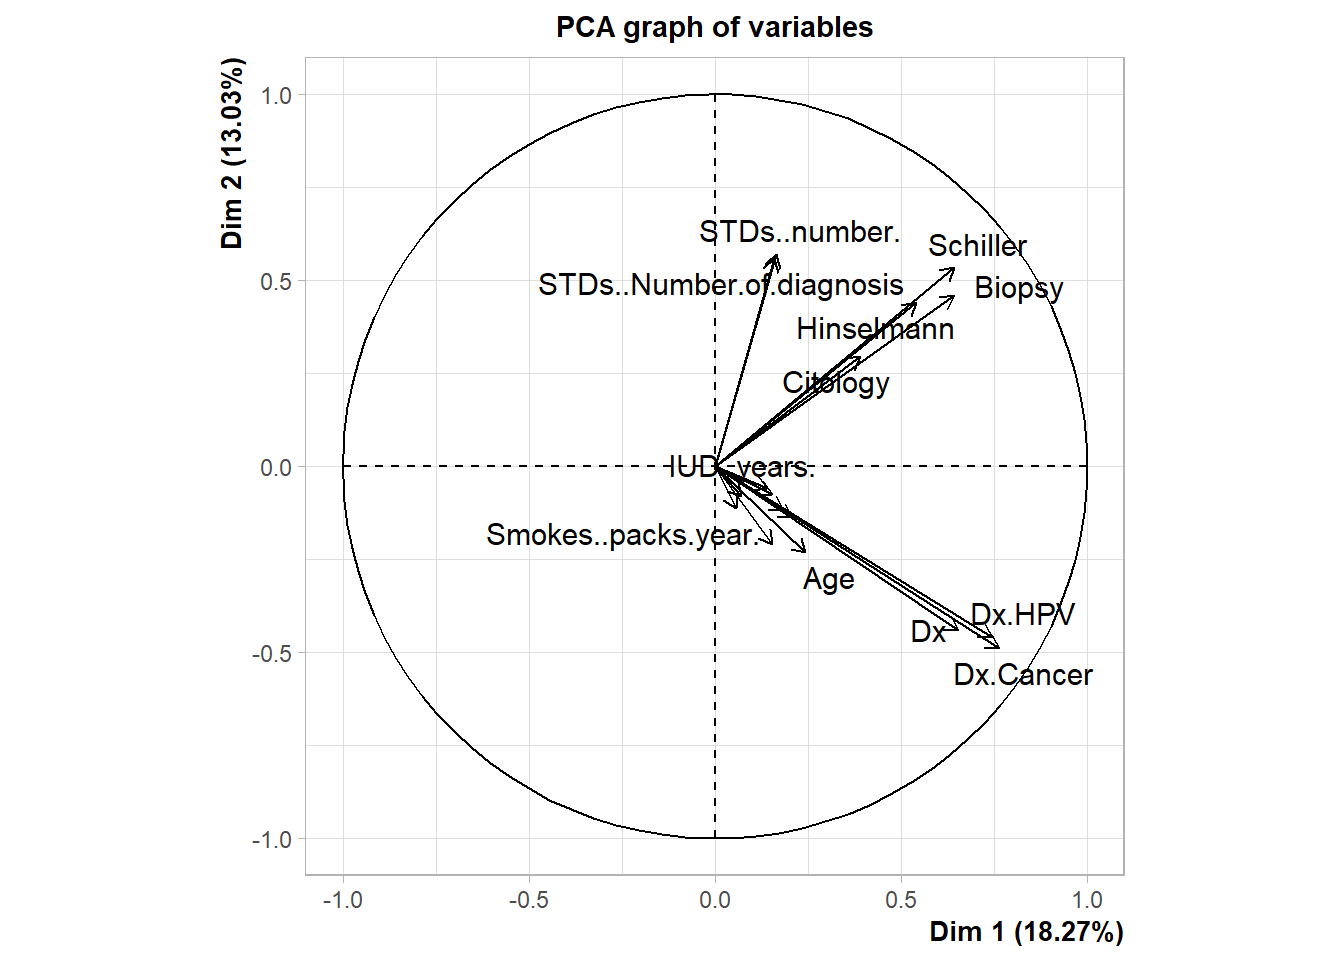 PCA graph of variables
Dim 2 (13.03%)
1.0
0.5
0.0
-0.5
-1.0
STDs..number.
Schiller
STDs..Number.of.diagnosis
Biopsy
Hinselmann
Citology
IUD..years.
Smokes..packs.year.
Age
Dx.HPV
Dx
Dx.Cancer
-1.0
-0.5
0.0
0.5
1.0
Dim 1 (18.27%)